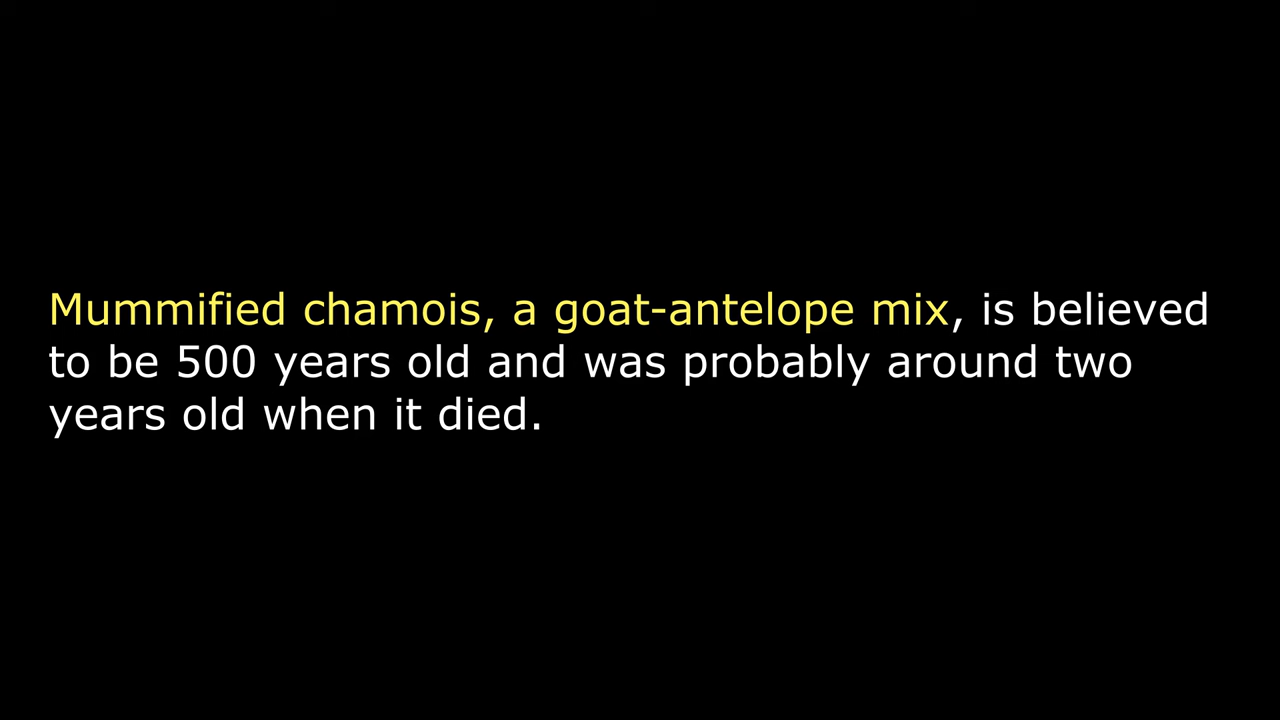 Mummified chamois, a goat-antelope mix, is believed
to be 500 years old and was probably around two
years old when it died.